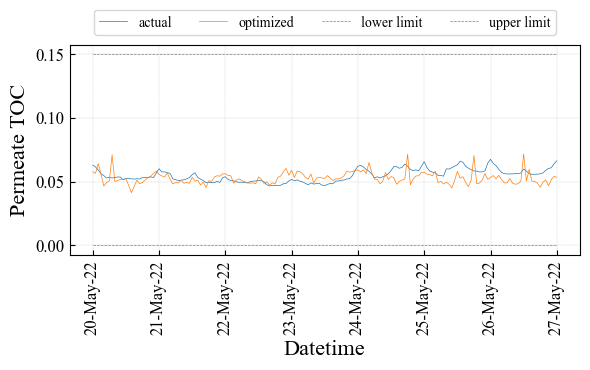 actual optimized lower limit upper limit
0.15
0.10
0.05
0.00
Permeate TOC
20-May-22 21-May-22 22-May-22 23-May-22 24-May-22 25-May-22 26-May-22 27-May-22
Datetime